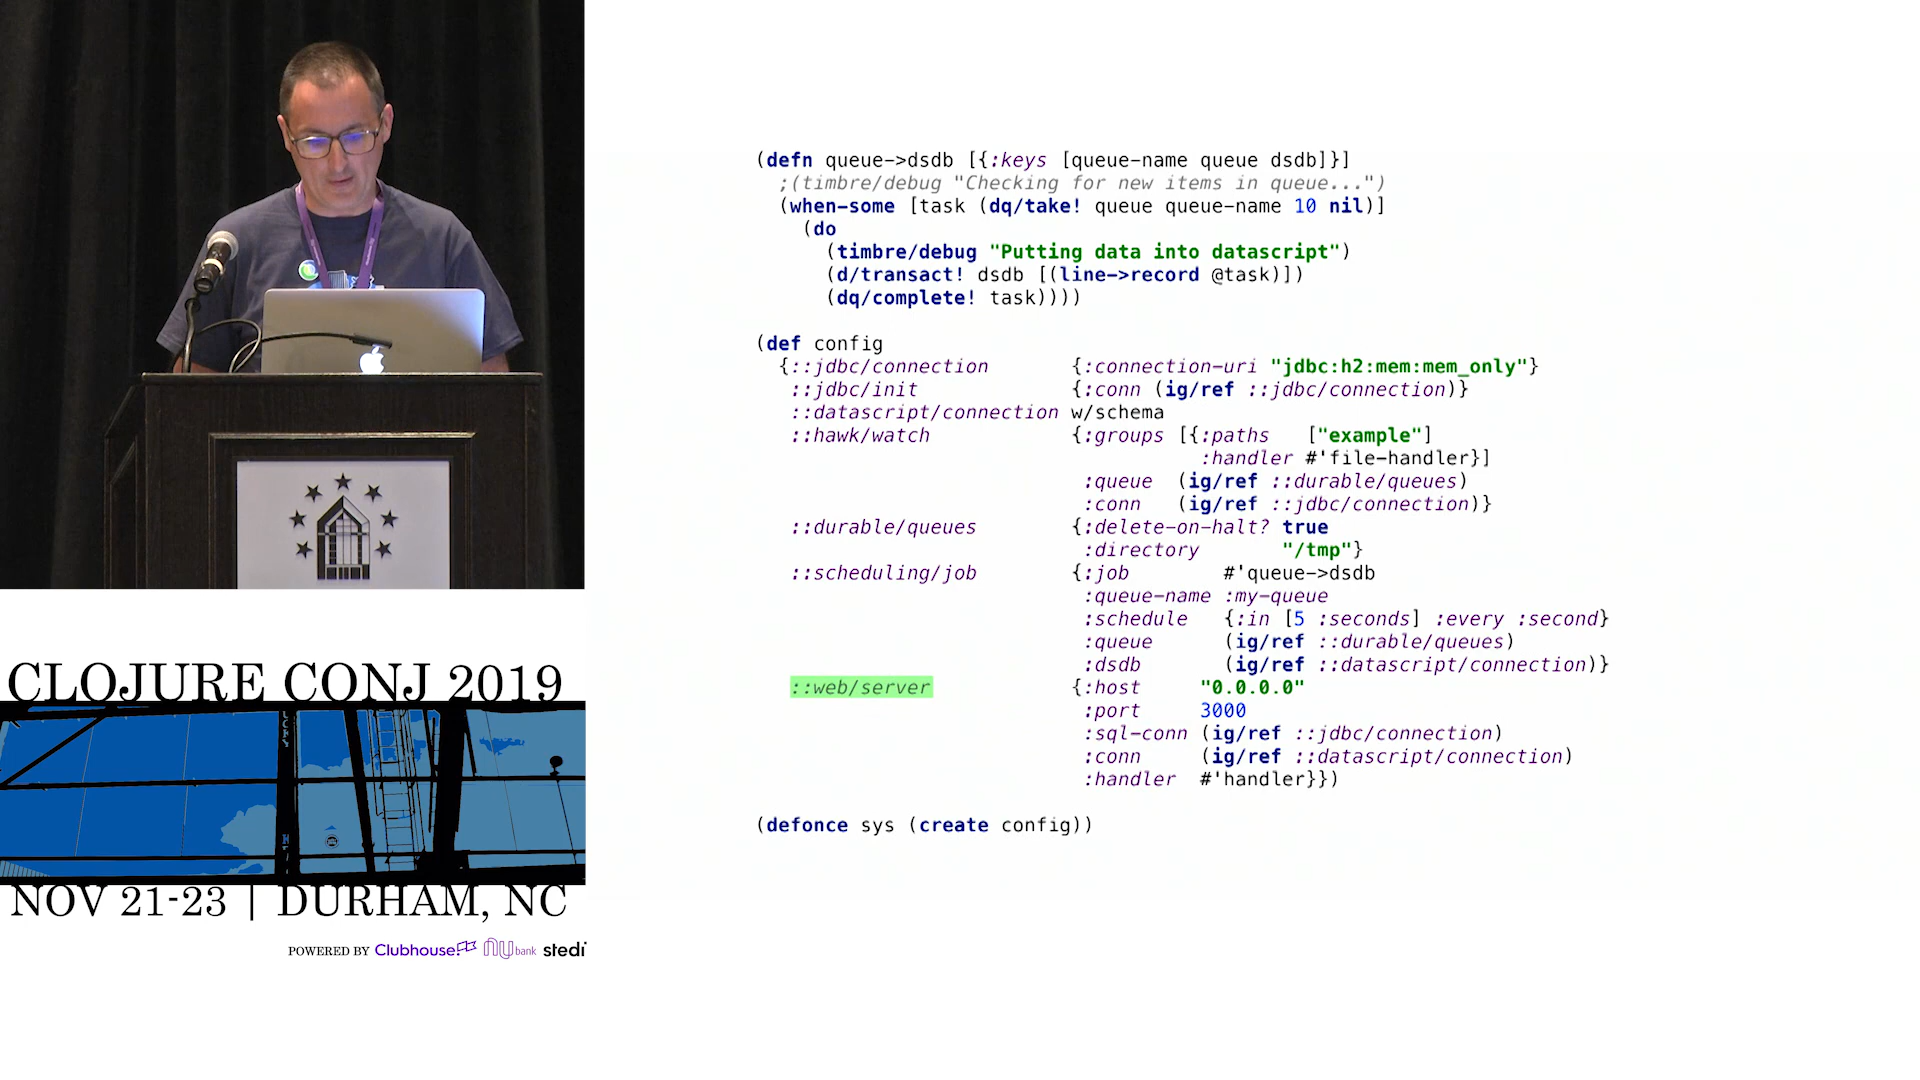 (defn queue->dsdb [{:keys [queue-name queue dsdb]}]
;(timbre/debug "Checking for new items in queue...")
(when-some [task (dq/take! queue queue-name 10 nil)]
(do
(timbre/debug "Putting data into datascript")
(d/transact! dsdb [(line->record @task)])
(dq/complete! task))))
(def config
{::jdbc/connection {:connection-uri "jdbc:h2:mem:mem_only"}
::jdbc/init {:conn (ig/ref ::jdbc/connection)}
::datascript/connection w/schema
::hawk/watch {:groups [{:paths ["example"]
:handler #'file-handler}]
:queue (ig/ref ::durable/queues)
:conn (ig/ref ::jdbc/connection)}
::durable/queues {:delete-on-halt? true
:directory "/tmp"}
::scheduling/job {:job #'queue->dsdb
:queue-name :my-queue
:schedule {:in [5 :seconds] :every :second}
:queue (ig/ref ::durable/queues)
:dsdb (ig/ref ::datascript/connection)}
::web/server {:host "0.0.0.0"
:port 3000
:sql-conn (ig/ref ::jdbc/connection)
:conn (ig/ref ::datascript/connection)
:handler #'handler}})
(defonce sys (create config))
CLOJURE CONJ 2019
NOV 21-23 | DURHAM, NC
POWERED BY Clubhouse nu bank stedi